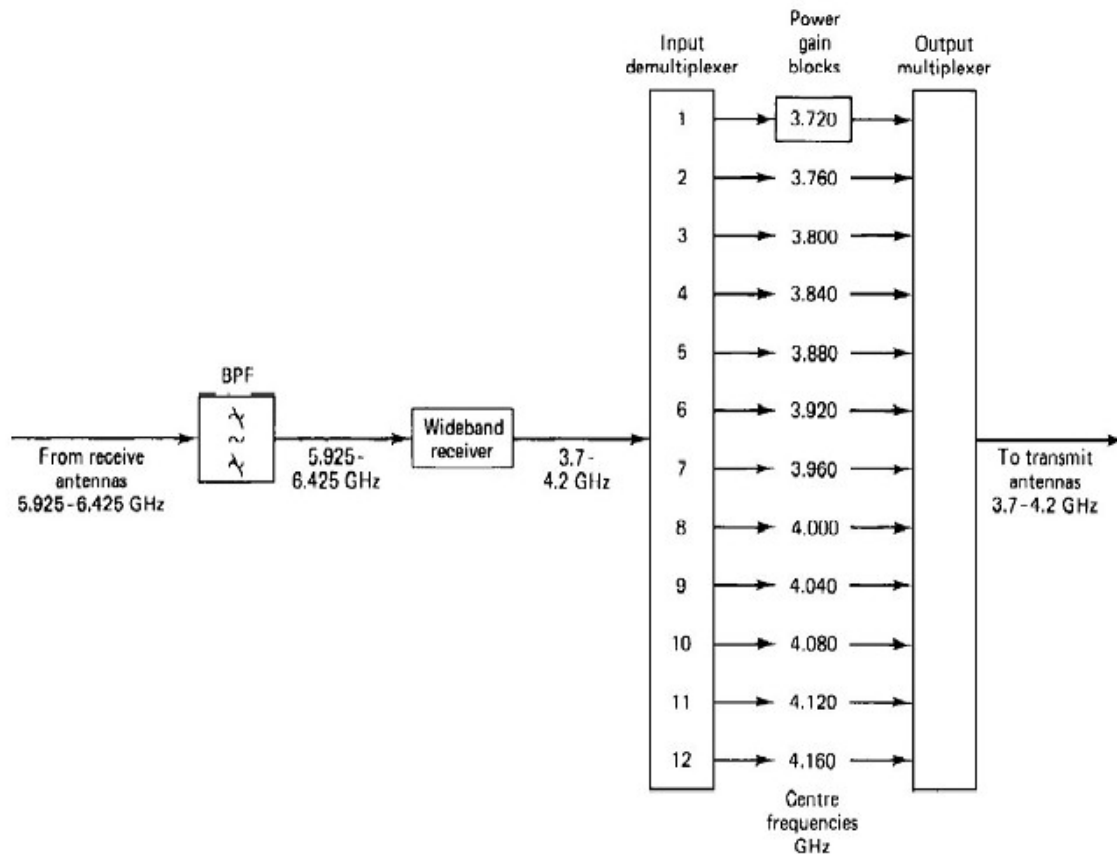 Power
gain
blocks
Input
demultiplexer
Output
multiplexer
1
3.720
2
3.760
3
3.800
4
3.840
5
3.880
BPF
6
3.920
Wideband
receiver
From receive
antennas
5.925-6.425 GHz
5.925-
6.425 GHz
3.7-
4.2 GHz
7
3.960
To transmit
antennas
3.7-4.2 GHz
8
4.000
9
4.040
10
4.080
11
4.120
12
4.160
Centre
frequencies
GHz